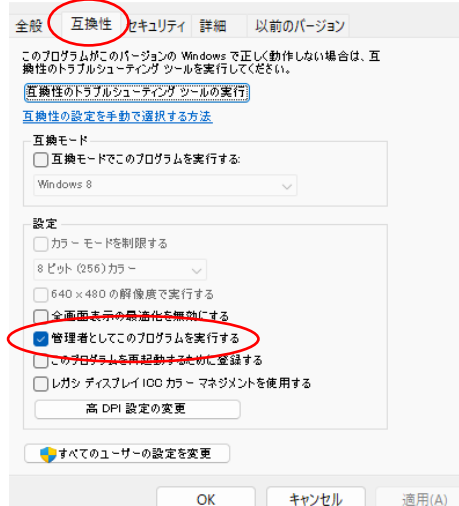 全般 互換性 セキュリティ 詳細 以前のバージョン
このプログラムがこのバージョンの Windows で正しく動作しない場合は、互
換性のトラブルシューティング ツールを実行してください。
互換性のトラブルシューティング ツールの実行
互換性の設定を手動で選択する方法
互換モード
互換モードでこのプログラムを実行する:
Windows 8
設定
カラー モードを制限する
8 ビット (256) カラー
640 × 480 の解像度で実行する
全画面表示の最適化を無効にする
管理者としてこのプログラムを実行する
このプログラムを再起動するために登録する
レガシ ディスプレイ ICC カラー マネジメントを使用する
高 DPI 設定の変更
すべてのユーザーの設定を変更
OK キャンセル 適用(A)